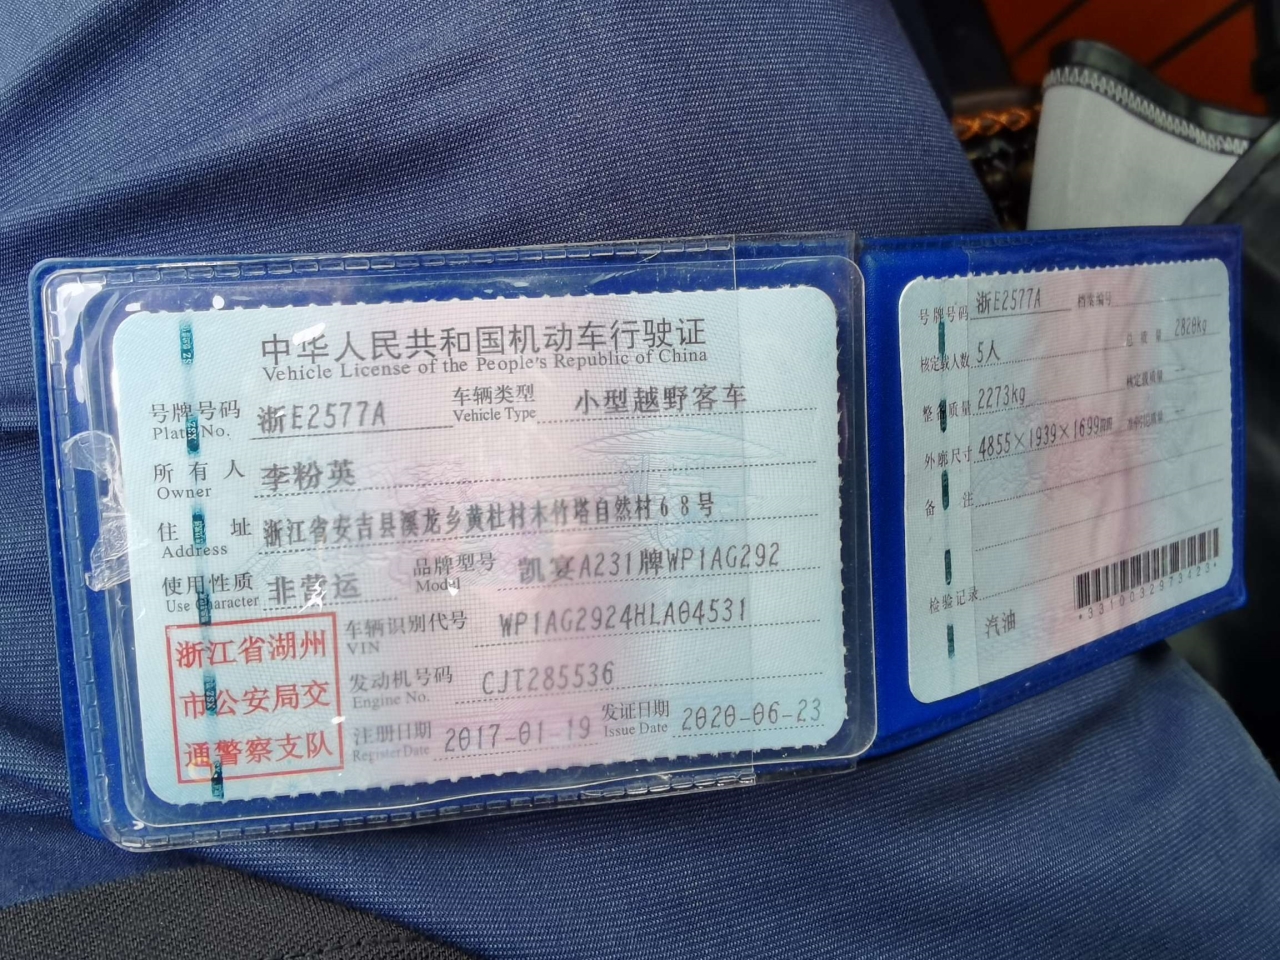 中华人民共和国机动车行驶证
Vehicle License of the People's Republic of China
号牌号码 浙E2577A 车辆类型 小型越野客车
Plate No. Vehicle Type
所有人 李粉英
Owner
住址 浙江省安吉县溪龙乡黄杜村木竹塔自然村68号
Address
使用性质 非营运 品牌型号 凯宴A231牌WP1AG292
Use Character Model
浙江省湖州
市公安局交
通警察支队
车辆识别代号 WP1AG2924HLA04531
VIN
发动机号码 CJT285536
Engine No.
注册日期 2017-01-19 发证日期 2020-06-23
Register Date Issue Date
号牌号码 浙E2577A 档案编号
核定载人数 5人 总质量 2820kg
整备质量 2273kg 核定载质量 --
外廓尺寸 4855×1939×1699mm 准牵引总质量 --
备注
检验记录
汽油